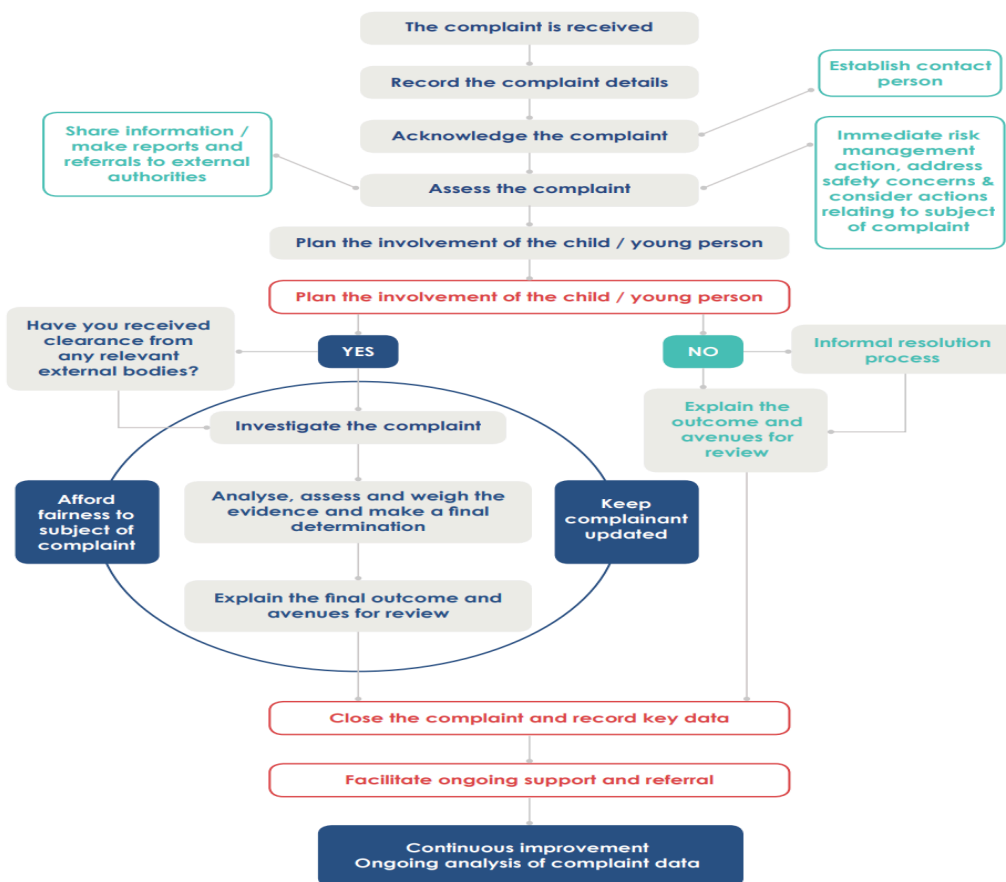 The complaint is received
Record the complaint details
Establish contact
person
Acknowledge the complaint
Share information /
make reports and
referrals to external
authorities
Immediate risk
management
action, address
safety concerns &
consider actions
relating to subject
of complaint
Assess the complaint
Plan the involvement of the child / young person
Plan the involvement of the child / young person
Have you received
clearance from
any relevant
external bodies?
YES
NO
Informal resolution
process
Investigate the complaint
Explain the
outcome and
avenues for
review
Afford
fairness to
subject of
complaint
Analyse, assess and weigh the
evidence and make a final
determination
Keep
complainant
updated
Explain the final outcome and
avenues for review
Close the complaint and record key data
Facilitate ongoing support and referral
Continuous improvement
Ongoing analysis of complaint data